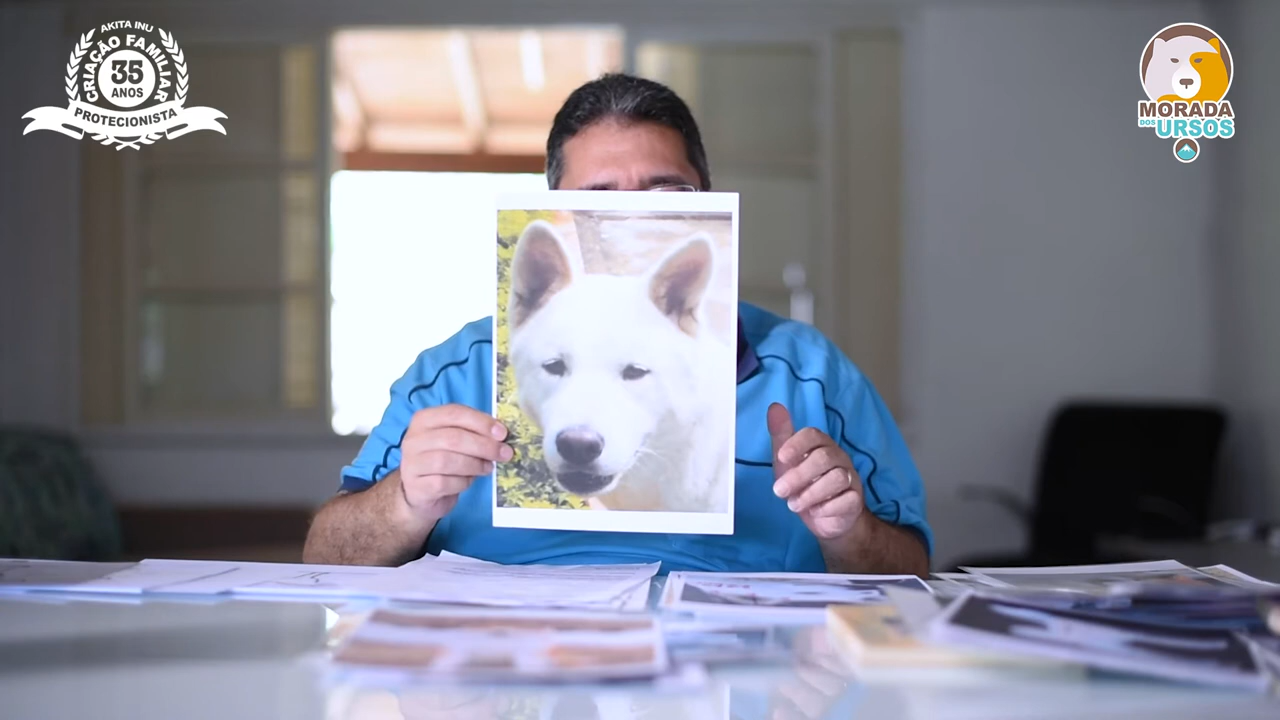 AKITA INU
CRIAÇÃO FAMILIAR
35
ANOS
PROTECIONISTA
MORADA
DOS
URSOS